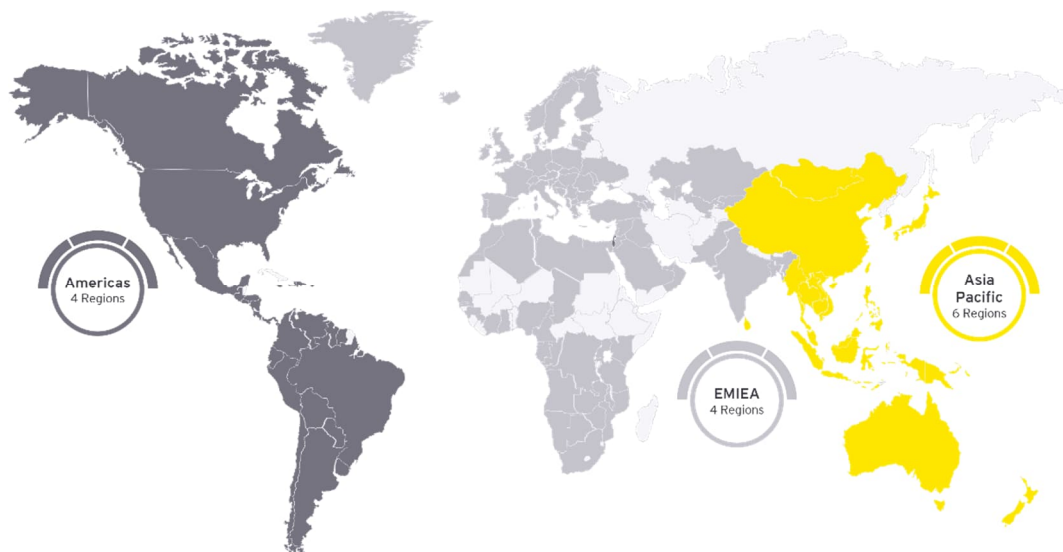 Americas
4 Regions
Asia
Pacific
6 Regions
EMIEA
4 Regions